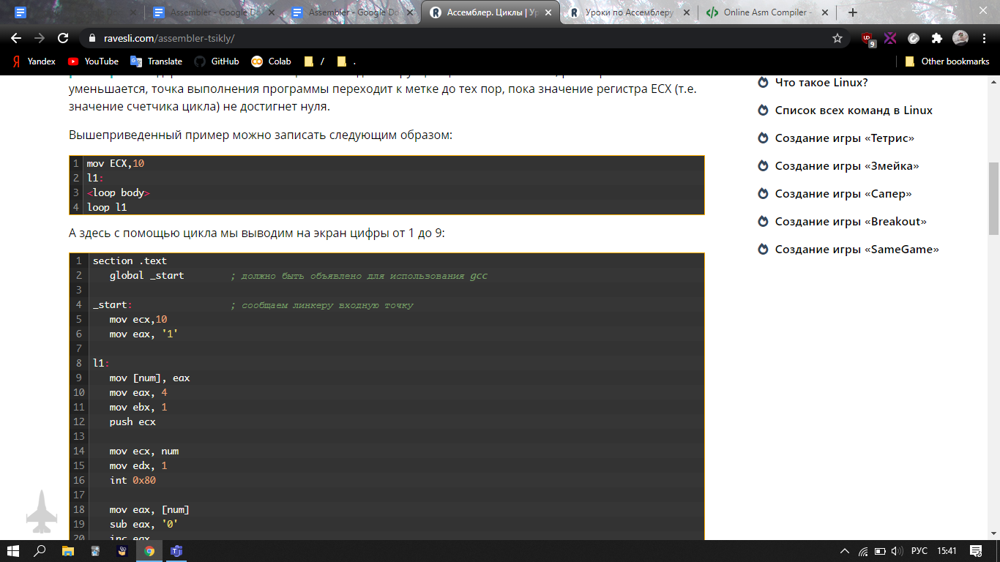 Assembler - Google Do
Assembler - Google Do
Ассемблер. Циклы | Ур
Уроки по Ассемблеру
Online Asm Compiler -
ravesli.com/assembler-tsikly/
9
Yandex
YouTube
Translate
GitHub
Colab
/
.
Other bookmarks
уменьшается, точка выполнения программы переходит к метке до тех пор, пока значение регистра ECX (т.е.
значение счетчика цикла) не достигнет нуля.
Вышеприведенный пример можно записать следующим образом:
1 mov ECX,10
2 l1:
3 <loop body>
4 loop l1
А здесь с помощью цикла мы выводим на экран цифры от 1 до 9:
1 section .text
2 global _start ; должно быть объявлено для использования gcc
3
4 _start: ; сообщаем линкеру входную точку
5 mov ecx,10
6 mov eax, '1'
7
8 l1:
9 mov [num], eax
10 mov eax, 4
11 mov ebx, 1
12 push ecx
13
14 mov ecx, num
15 mov edx, 1
16 int 0x80
17
18 mov eax, [num]
19 sub eax, '0'
20 inc eax
Что такое Linux?
Список всех команд в Linux
Создание игры «Тетрис»
Создание игры «Змейка»
Создание игры «Сапер»
Создание игры «Breakout»
Создание игры «SameGame»
РУС
15:41